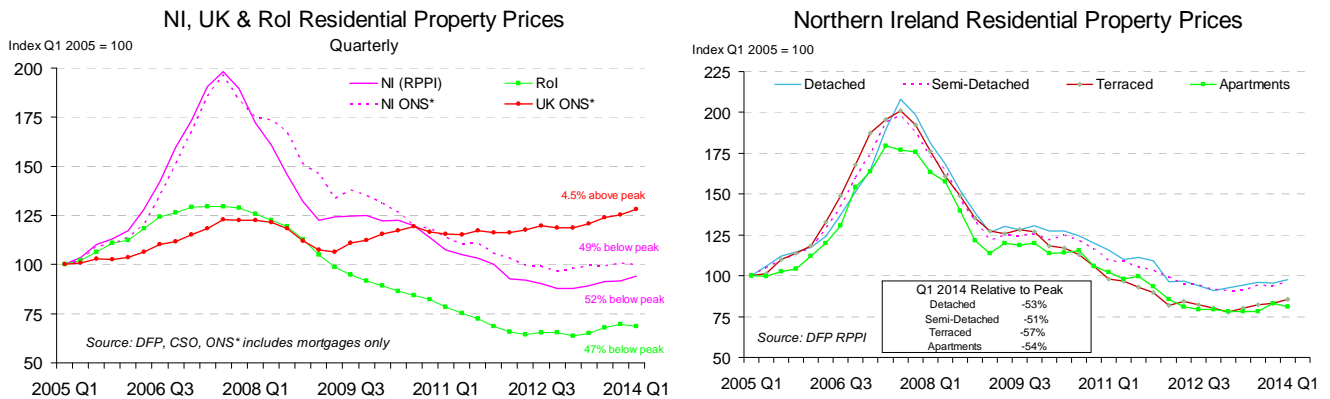 NI, UK & RoI Residential Property Prices
Index Q1 2005 = 100
Quarterly
200
175
150
125
100
75
50
NI (RPPI)
RoI
NI ONS*
UK ONS*
4.5% above peak
49% below peak
52% below peak
47% below peak
Source: DFP, CSO, ONS* includes mortgages only
2005 Q1
2006 Q3
2008 Q1
2009 Q3
2011 Q1
2012 Q3
2014 Q1
Northern Ireland Residential Property Prices
Index Q1 2005 = 100
225
200
175
150
125
100
75
50
Detached
Semi-Detached
Terraced
Apartments
Q1 2014 Relative to Peak
Detached -53%
Semi-Detached -51%
Terraced -57%
Apartments -54%
Source: DFP RPPI
2005 Q1
2006 Q3
2008 Q1
2009 Q3
2011 Q1
2012 Q3
2014 Q1